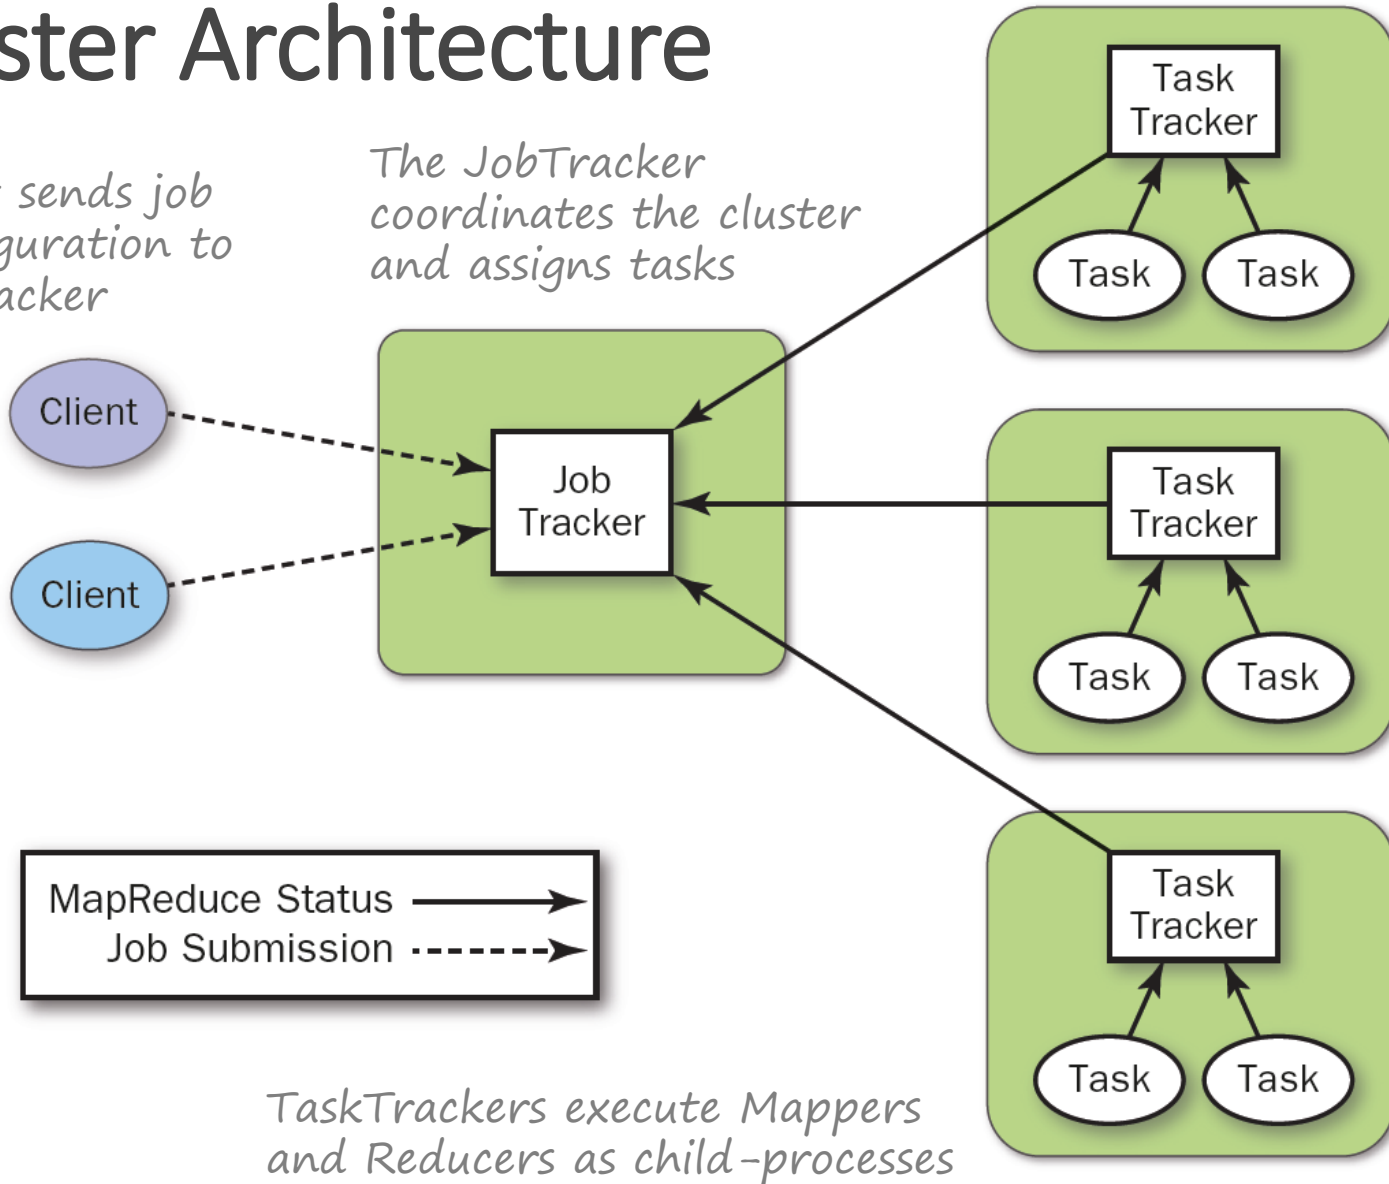 ster Architecture
sends job
guration to
acker
The JobTracker
coordinates the cluster
and assigns tasks
Client
Client
Job
Tracker
Task
Tracker
Task Task
Task
Tracker
Task Task
Task
Tracker
Task Task
MapReduce Status
Job Submission
TaskTrackers execute Mappers
and Reducers as child-processes